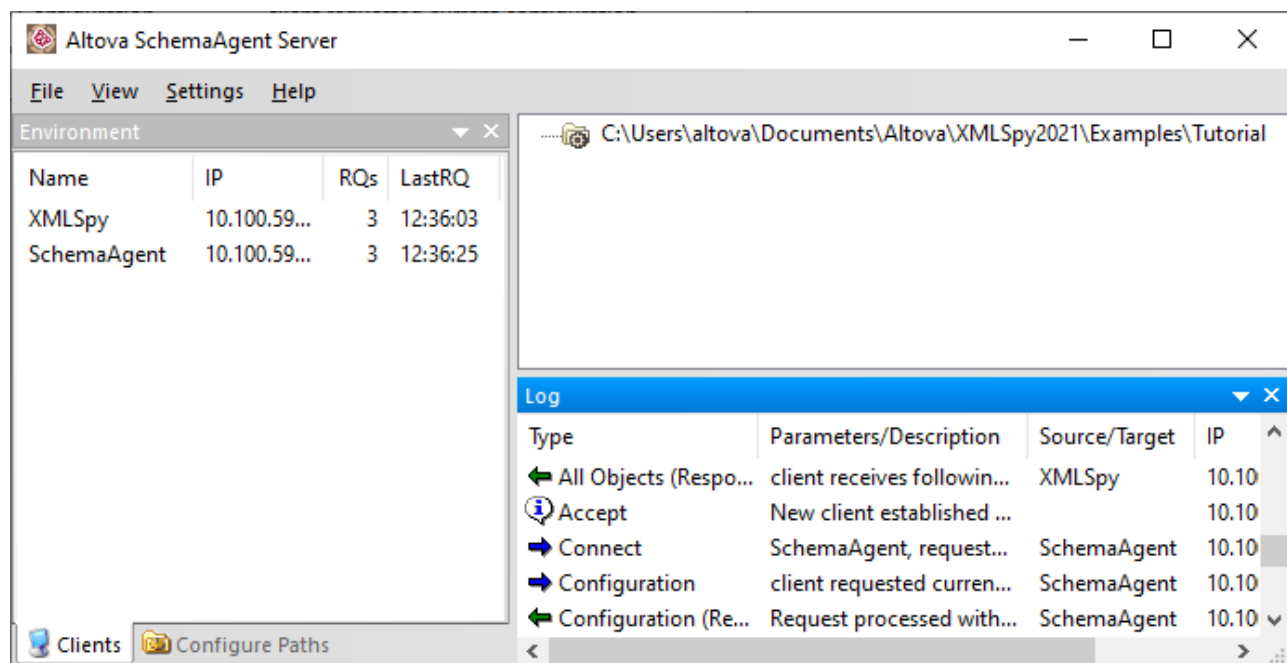 Altova SchemaAgent Server
File View Settings Help
Environment
Name IP RQs LastRQ
XMLSpy 10.100.59... 3 12:36:03
SchemaAgent 10.100.59... 3 12:36:25
Clients Configure Paths
C:\Users\altova\Documents\Altova\XMLSpy2021\Examples\Tutorial
Log
Type Parameters/Description Source/Target IP
All Objects (Respo... client receives followin... XMLSpy 10.10
Accept New client established ... 10.10
Connect SchemaAgent, request... SchemaAgent 10.10
Configuration client requested curren... SchemaAgent 10.10
Configuration (Re... Request processed with... SchemaAgent 10.10